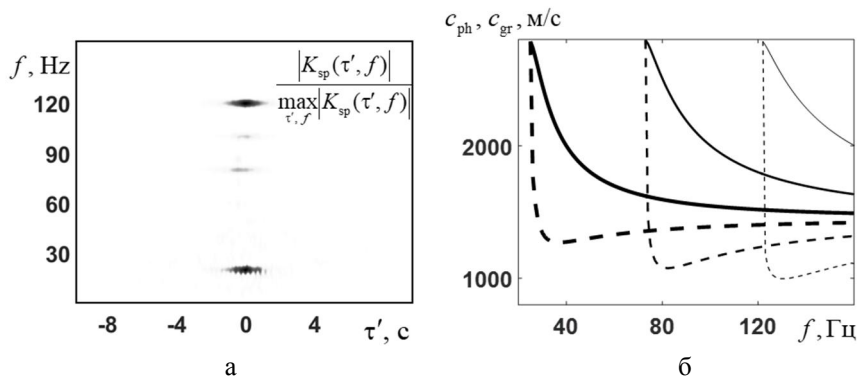 f, Hz
|K_sp(τ′, f)|
max_{τ′, f} |K_sp(τ′, f)|
120
90
60
30
-8 -4 0 4 τ′, с
а
c_ph, c_gr, м/с
2000
1000
40 80 120 f, Гц
б